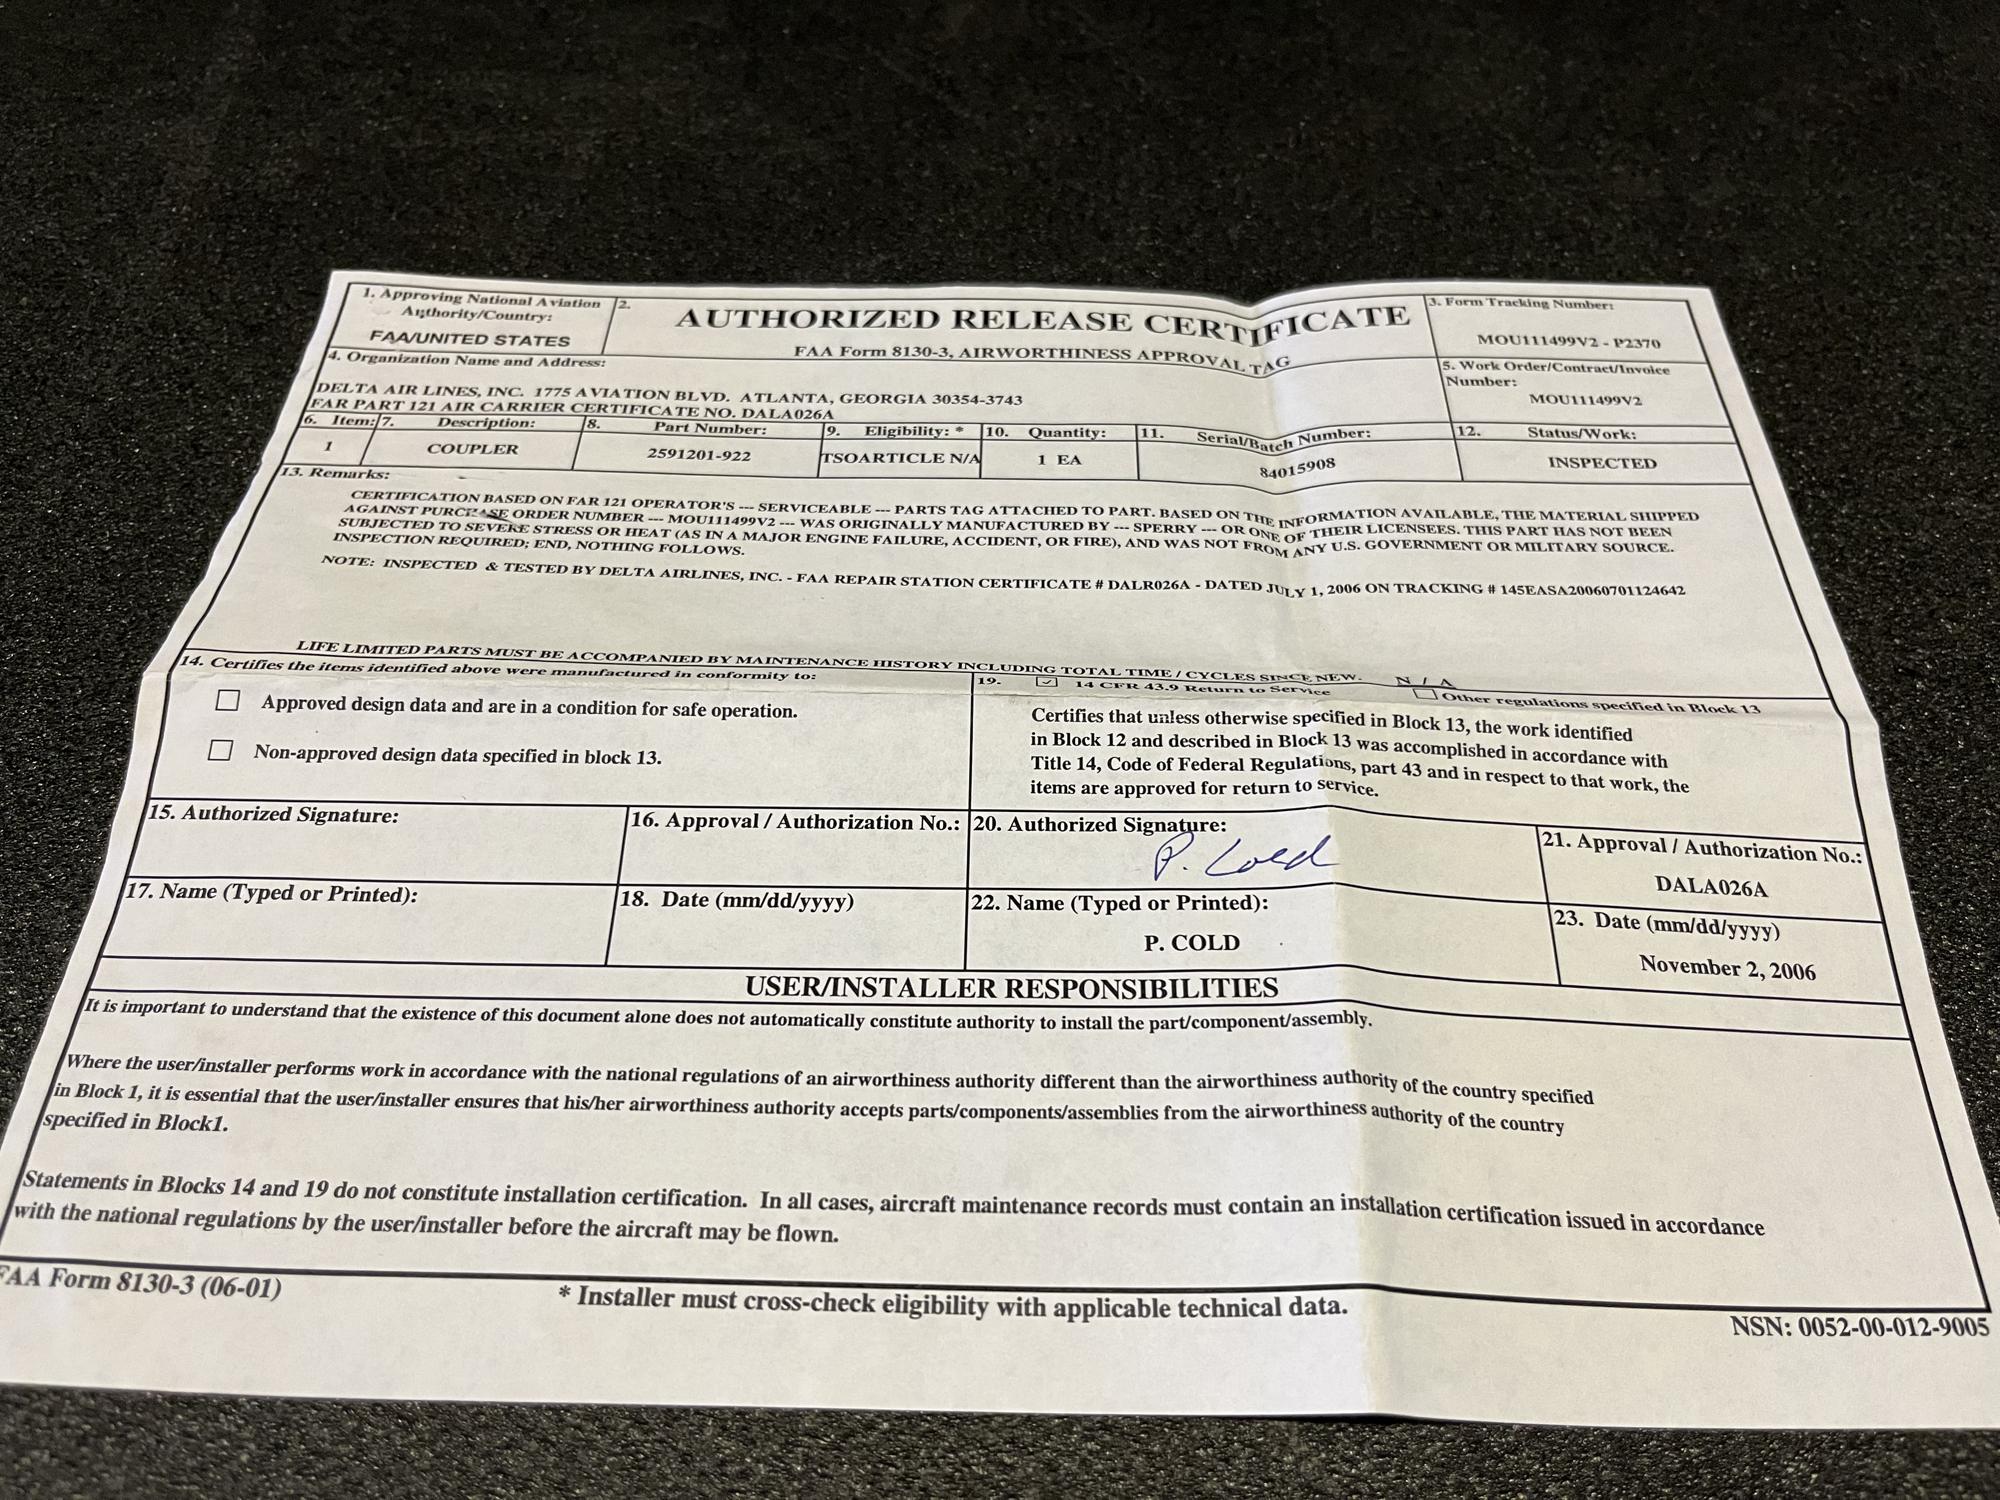 1. Approving National Aviation
Authority/Country:
FAA/UNITED STATES
2.
AUTHORIZED RELEASE CERTIFICATE
FAA Form 8130-3, AIRWORTHINESS APPROVAL TAG
3. Form Tracking Number:
MOU111499V2 - P2370
4. Organization Name and Address:
DELTA AIR LINES, INC. 1775 AVIATION BLVD. ATLANTA, GEORGIA 30354-3743
FAR PART 121 AIR CARRIER CERTIFICATE NO. DALA026A
5. Work Order/Contract/Invoice
Number:
MOU111499V2
6. Item:
1
7. Description:
COUPLER
8. Part Number:
2591201-922
9. Eligibility: *
TSOARTICLE N/A
10. Quantity:
1 EA
11. Serial/Batch Number:
84015908
12. Status/Work:
INSPECTED
13. Remarks:
CERTIFICATION BASED ON FAR 121 OPERATOR'S --- SERVICEABLE --- PARTS TAG ATTACHED TO PART. BASED ON THE INFORMATION AVAILABLE, THE MATERIAL SHIPPED
AGAINST PURCHASE ORDER NUMBER --- MOU111499V2 --- WAS ORIGINALLY MANUFACTURED BY --- SPERRY --- OR ONE OF THEIR LICENSEES. THIS PART HAS NOT BEEN
SUBJECTED TO SEVERE STRESS OR HEAT (AS IN A MAJOR ENGINE FAILURE, ACCIDENT, OR FIRE), AND WAS NOT FROM ANY U.S. GOVERNMENT OR MILITARY SOURCE.
INSPECTION REQUIRED; END, NOTHING FOLLOWS.
NOTE: INSPECTED & TESTED BY DELTA AIRLINES, INC. - FAA REPAIR STATION CERTIFICATE # DALR026A - DATED JULY 1, 2006 ON TRACKING # 145EASA20060701124642
LIFE LIMITED PARTS MUST BE ACCOMPANIED BY MAINTENANCE HISTORY INCLUDING TOTAL TIME / CYCLES SINCE NEW. N / A
14. Certifies the items identified above were manufactured in conformity to:
Approved design data and are in a condition for safe operation.
Non-approved design data specified in block 13.
19. 14 CFR 43.9 Return to Service
Other regulations specified in Block 13
Certifies that unless otherwise specified in Block 13, the work identified
in Block 12 and described in Block 13 was accomplished in accordance with
Title 14, Code of Federal Regulations, part 43 and in respect to that work, the
items are approved for return to service.
15. Authorized Signature:
16. Approval / Authorization No.:
20. Authorized Signature:
P. Cold
21. Approval / Authorization No.:
DALA026A
17. Name (Typed or Printed):
18. Date (mm/dd/yyyy)
22. Name (Typed or Printed):
P. COLD
23. Date (mm/dd/yyyy)
November 2, 2006
USER/INSTALLER RESPONSIBILITIES
It is important to understand that the existence of this document alone does not automatically constitute authority to install the part/component/assembly.
Where the user/installer performs work in accordance with the national regulations of an airworthiness authority different than the airworthiness authority of the country specified
in Block 1, it is essential that the user/installer ensures that his/her airworthiness authority accepts parts/components/assemblies from the airworthiness authority of the country
specified in Block1.
Statements in Blocks 14 and 19 do not constitute installation certification. In all cases, aircraft maintenance records must contain an installation certification issued in accordance
with the national regulations by the user/installer before the aircraft may be flown.
FAA Form 8130-3 (06-01)
* Installer must cross-check eligibility with applicable technical data.
NSN: 0052-00-012-9005